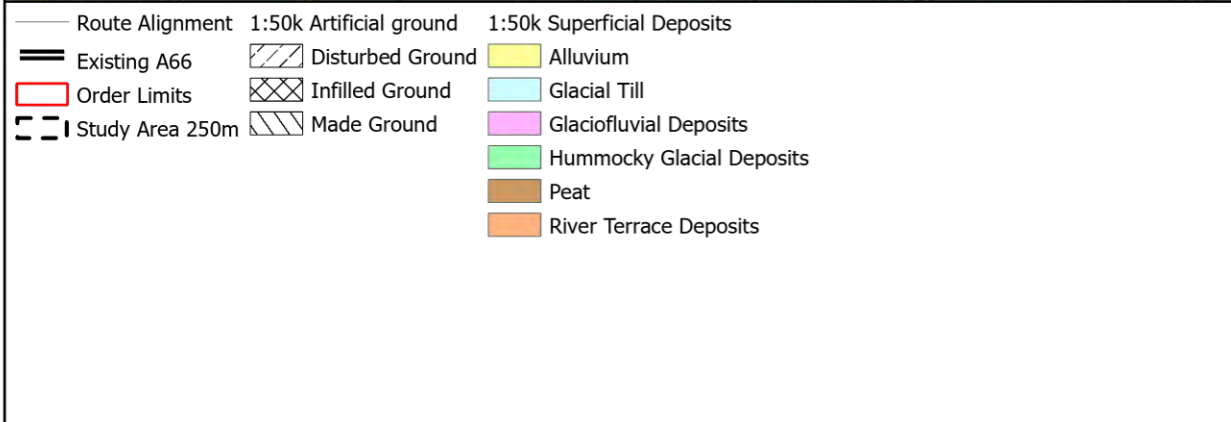 Route Alignment
Existing A66
Order Limits
Study Area 250m
1:50k Artificial ground
Disturbed Ground
Infilled Ground
Made Ground
1:50k Superficial Deposits
Alluvium
Glacial Till
Glaciofluvial Deposits
Hummocky Glacial Deposits
Peat
River Terrace Deposits